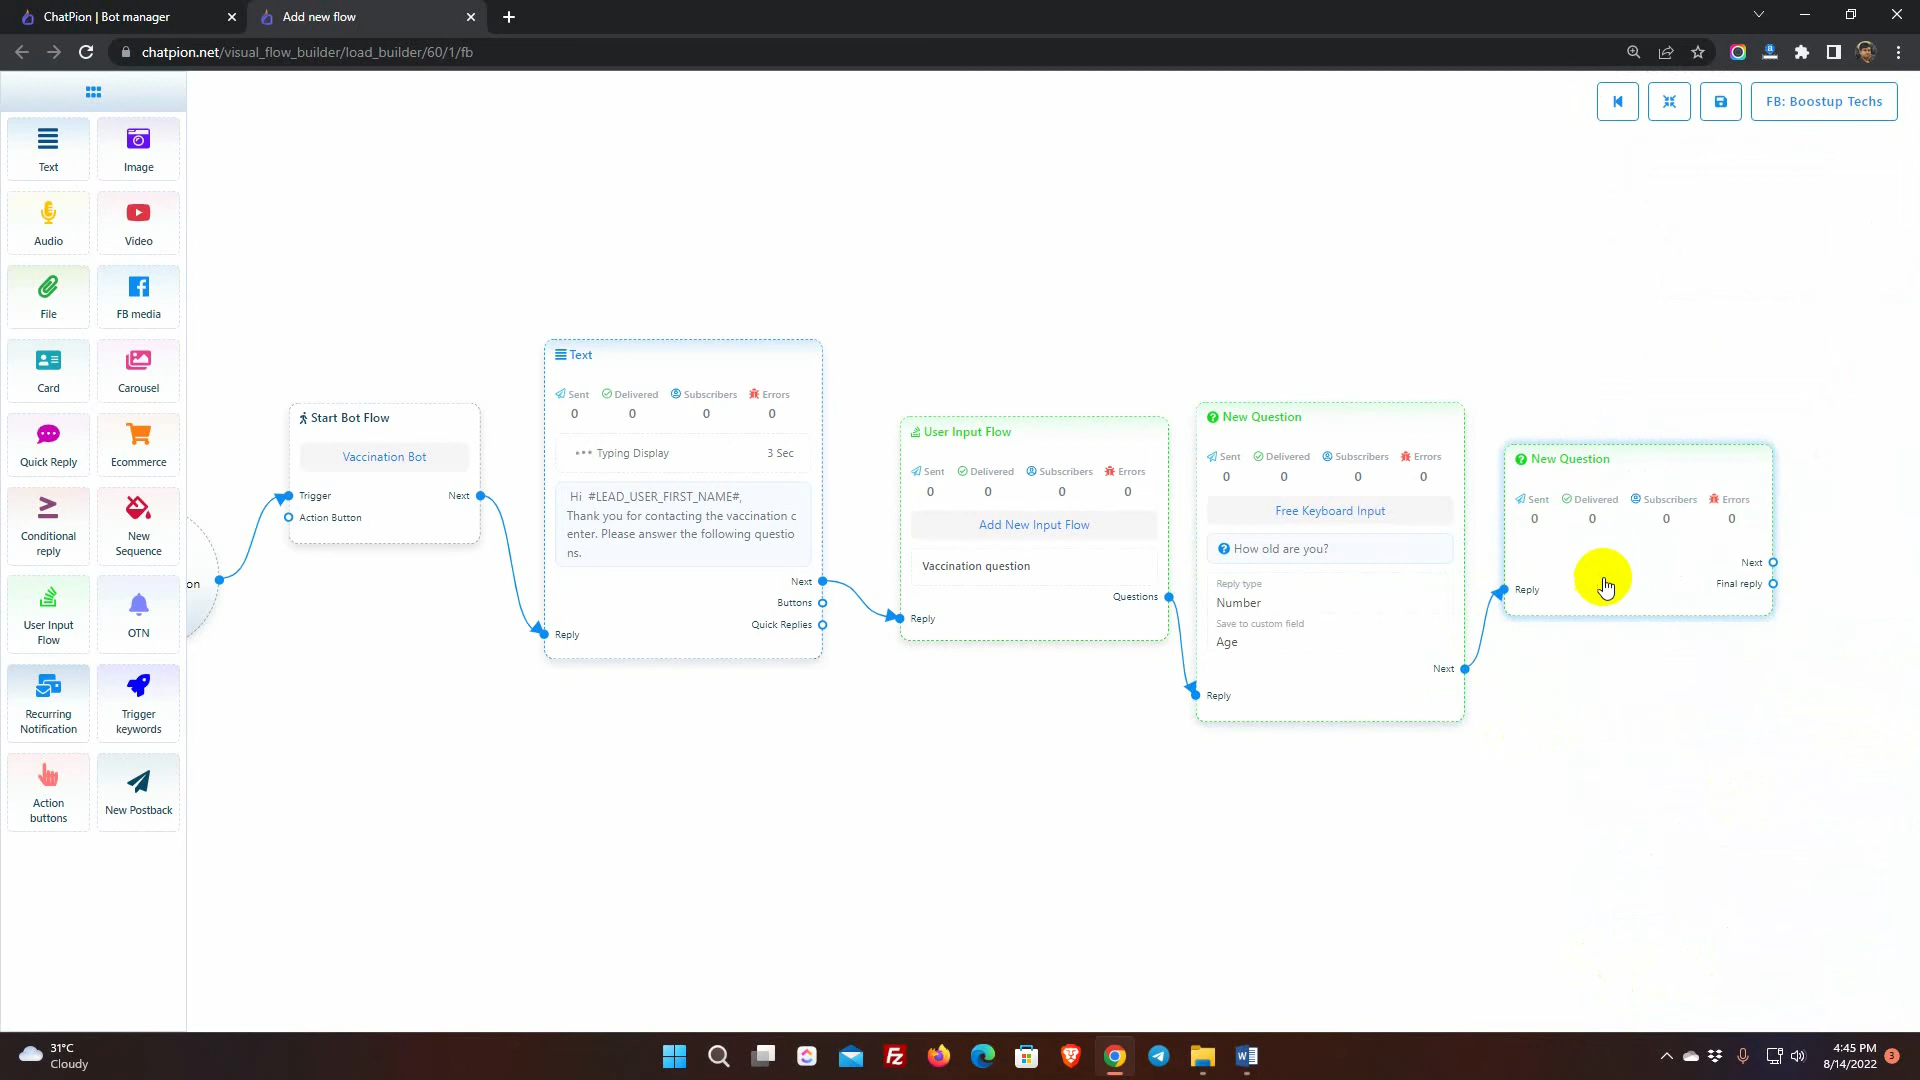 ChatPion | Bot manager
Add new flow
chatpion.net/visual_flow_builder/load_builder/60/1/fb
FB: Boostup Techs
Text
Image
Audio
Video
File
FB media
Card
Carousel
Quick Reply
Ecommerce
Conditional
reply
New
Sequence
User Input
Flow
OTN
Recurring
Notification
Trigger
keywords
Action
buttons
New Postback
on
Start Bot Flow
Vaccination Bot
Trigger
Next
Action Button
Text
Sent Delivered Subscribers Errors
0 0 0 0
Typing Display 3 Sec
Hi #LEAD_USER_FIRST_NAME#,
Thank you for contacting the vaccination c
enter. Please answer the following questio
ns.
Next
Buttons
Quick Replies
Reply
User Input Flow
Sent Delivered Subscribers Errors
0 0 0 0
Add New Input Flow
Vaccination question
Questions
Reply
New Question
Sent Delivered Subscribers Errors
0 0 0 0
Free Keyboard Input
How old are you?
Reply type
Number
Save to custom field
Age
Next
Reply
New Question
Sent Delivered Subscribers Errors
0 0 0 0
Next
Final reply
Reply
31°C
Cloudy
4:45 PM
8/14/2022
3